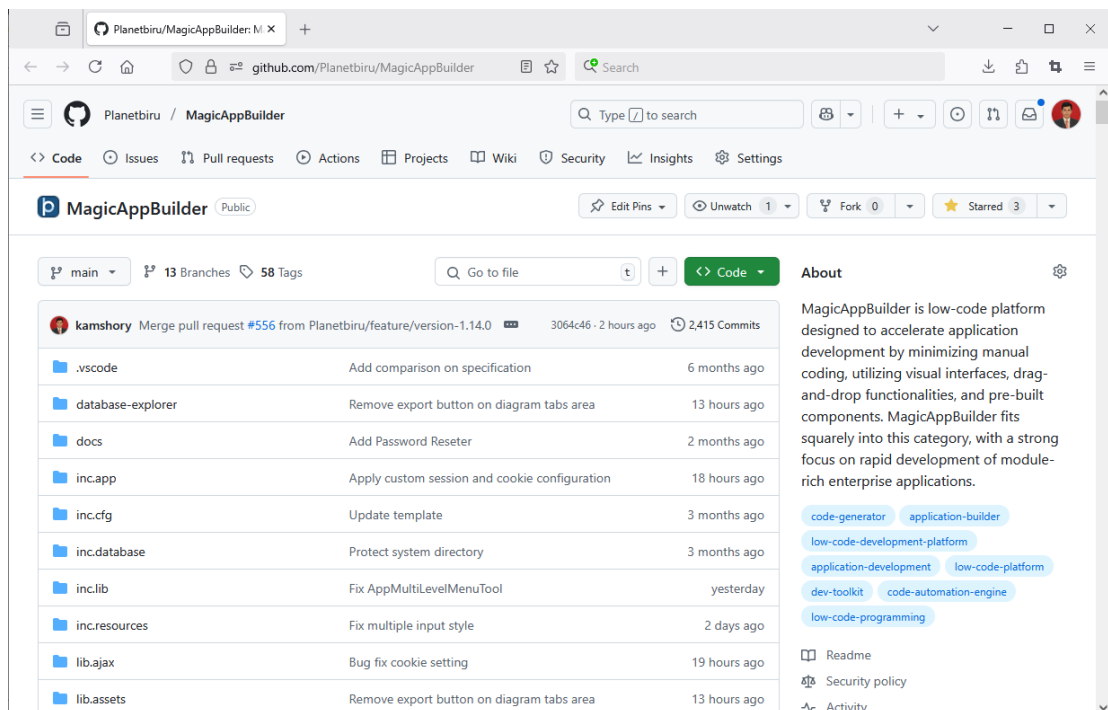 Planetbiru/MagicAppBuilder: M
github.com/Planetbiru/MagicAppBuilder
Search
Planetbiru / MagicAppBuilder
Type / to search
Code Issues Pull requests Actions Projects Wiki Security Insights Settings
MagicAppBuilder Public
Edit Pins Unwatch 1 Fork 0 Starred 3
main 13 Branches 58 Tags
Go to file t
Code
kamshory Merge pull request #556 from Planetbiru/feature/version-1.14.0 3064c46 · 2 hours ago 2,415 Commits
.vscode Add comparison on specification 6 months ago
database-explorer Remove export button on diagram tabs area 13 hours ago
docs Add Password Reseter 2 months ago
inc.app Apply custom session and cookie configuration 18 hours ago
inc.cfg Update template 3 months ago
inc.database Protect system directory 3 months ago
inc.lib Fix AppMultiLevelMenuTool yesterday
inc.resources Fix multiple input style 2 days ago
lib.ajax Bug fix cookie setting 19 hours ago
lib.assets Remove export button on diagram tabs area 13 hours ago
About
MagicAppBuilder is low-code platform
designed to accelerate application
development by minimizing manual
coding, utilizing visual interfaces, drag-
and-drop functionalities, and pre-built
components. MagicAppBuilder fits
squarely into this category, with a strong
focus on rapid development of module-
rich enterprise applications.
code-generator application-builder
low-code-development-platform
application-development low-code-platform
dev-toolkit code-automation-engine
low-code-programming
Readme
Security policy
Activity